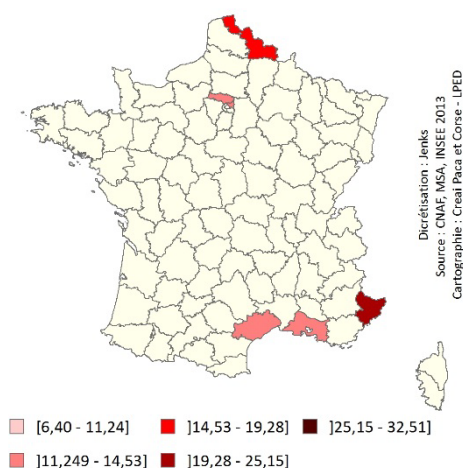 Dicrétisation : Jenks
Source : CNAF, MSA, INSEE 2013
Cartographie : Creai Paca et Corse - LPED
[6,40 - 11,24] ]14,53 - 19,28] ]25,15 - 32,51]
]11,249 - 14,53] ]19,28 - 25,15]